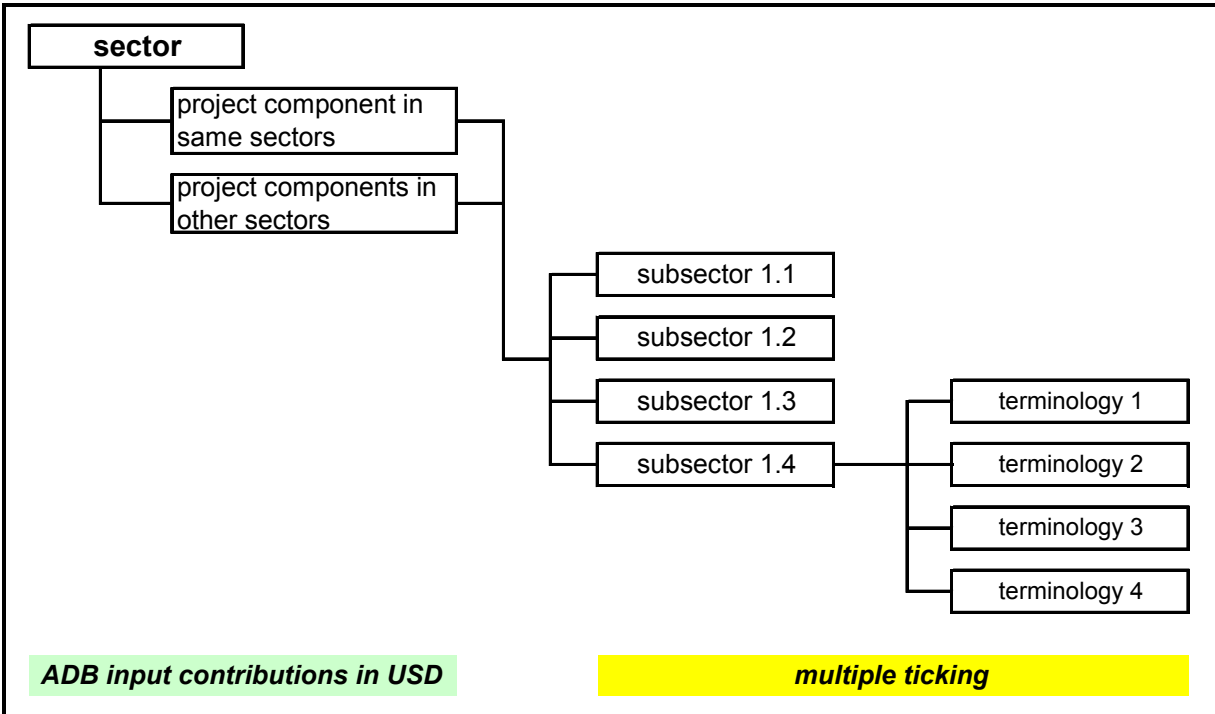 sector
project component in
same sectors
project components in
other sectors
subsector 1.1
subsector 1.2
subsector 1.3
subsector 1.4
terminology 1
terminology 2
terminology 3
terminology 4
ADB input contributions in USD
multiple ticking